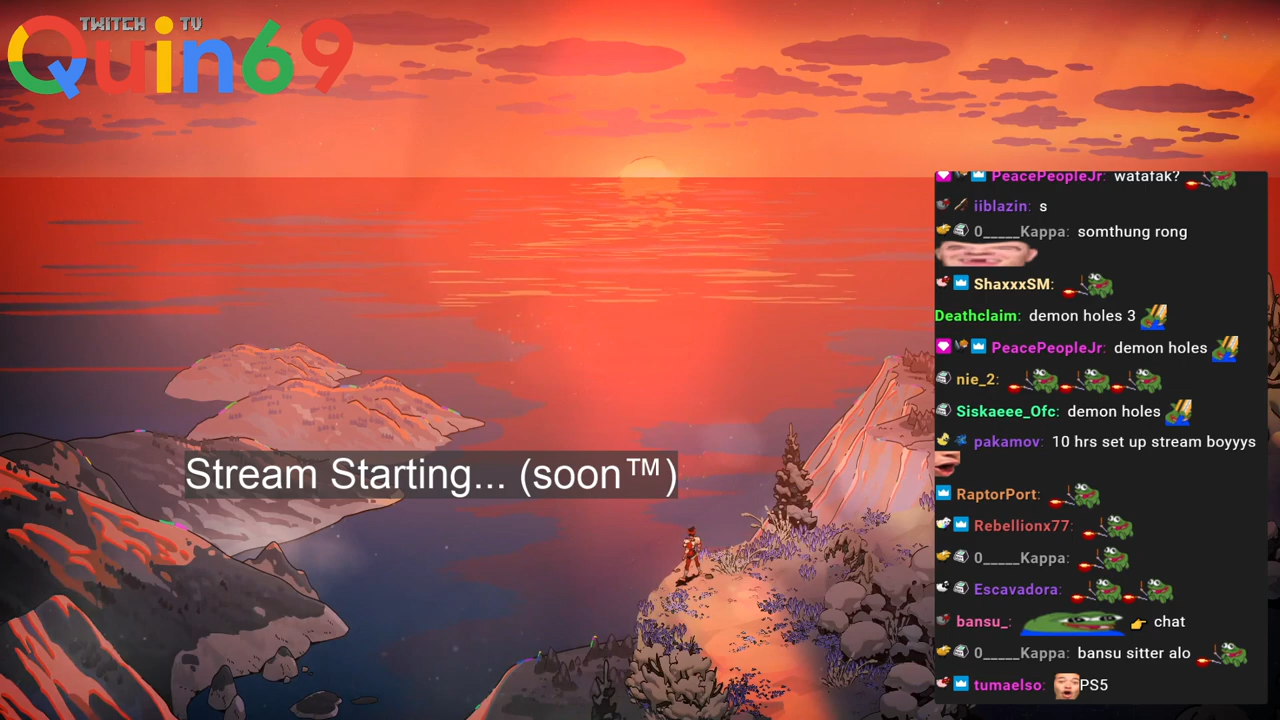 TWITCH TV
Quin69
PeacePeopleJr: watafak?
iiblazin: s
0_____Kappa: somthung rong
ShaxxxSM:
Deathclaim: demon holes 3
PeacePeopleJr: demon holes
nie_2:
Siskaeee_Ofc: demon holes
pakamov: 10 hrs set up stream boyyys
Stream Starting... (soon™)
RaptorPort:
Rebellionx77:
0_____Kappa:
Escavadora:
bansu_: chat
0_____Kappa: bansu sitter alo
tumaelso: PS5